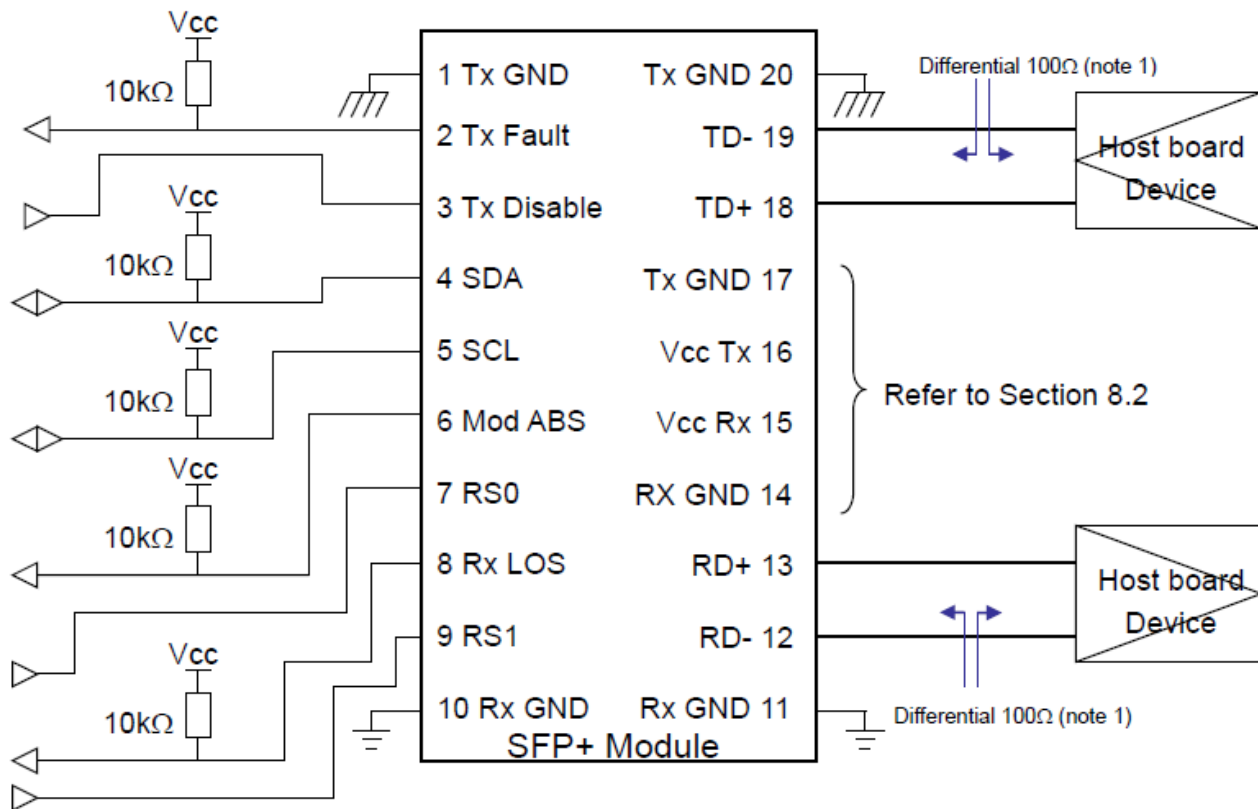 Vcc
10kΩ
Vcc
10kΩ
Vcc
10kΩ
Vcc
10kΩ
Vcc
10kΩ
1 Tx GND
2 Tx Fault
3 Tx Disable
4 SDA
5 SCL
6 Mod ABS
7 RS0
8 Rx LOS
9 RS1
10 Rx GND
Tx GND 20
TD- 19
TD+ 18
Tx GND 17
Vcc Tx 16
Vcc Rx 15
RX GND 14
RD+ 13
RD- 12
Rx GND 11
SFP+ Module
Differential 100Ω (note 1)
Host board
Device
Refer to Section 8.2
Host board
Device
Differential 100Ω (note 1)